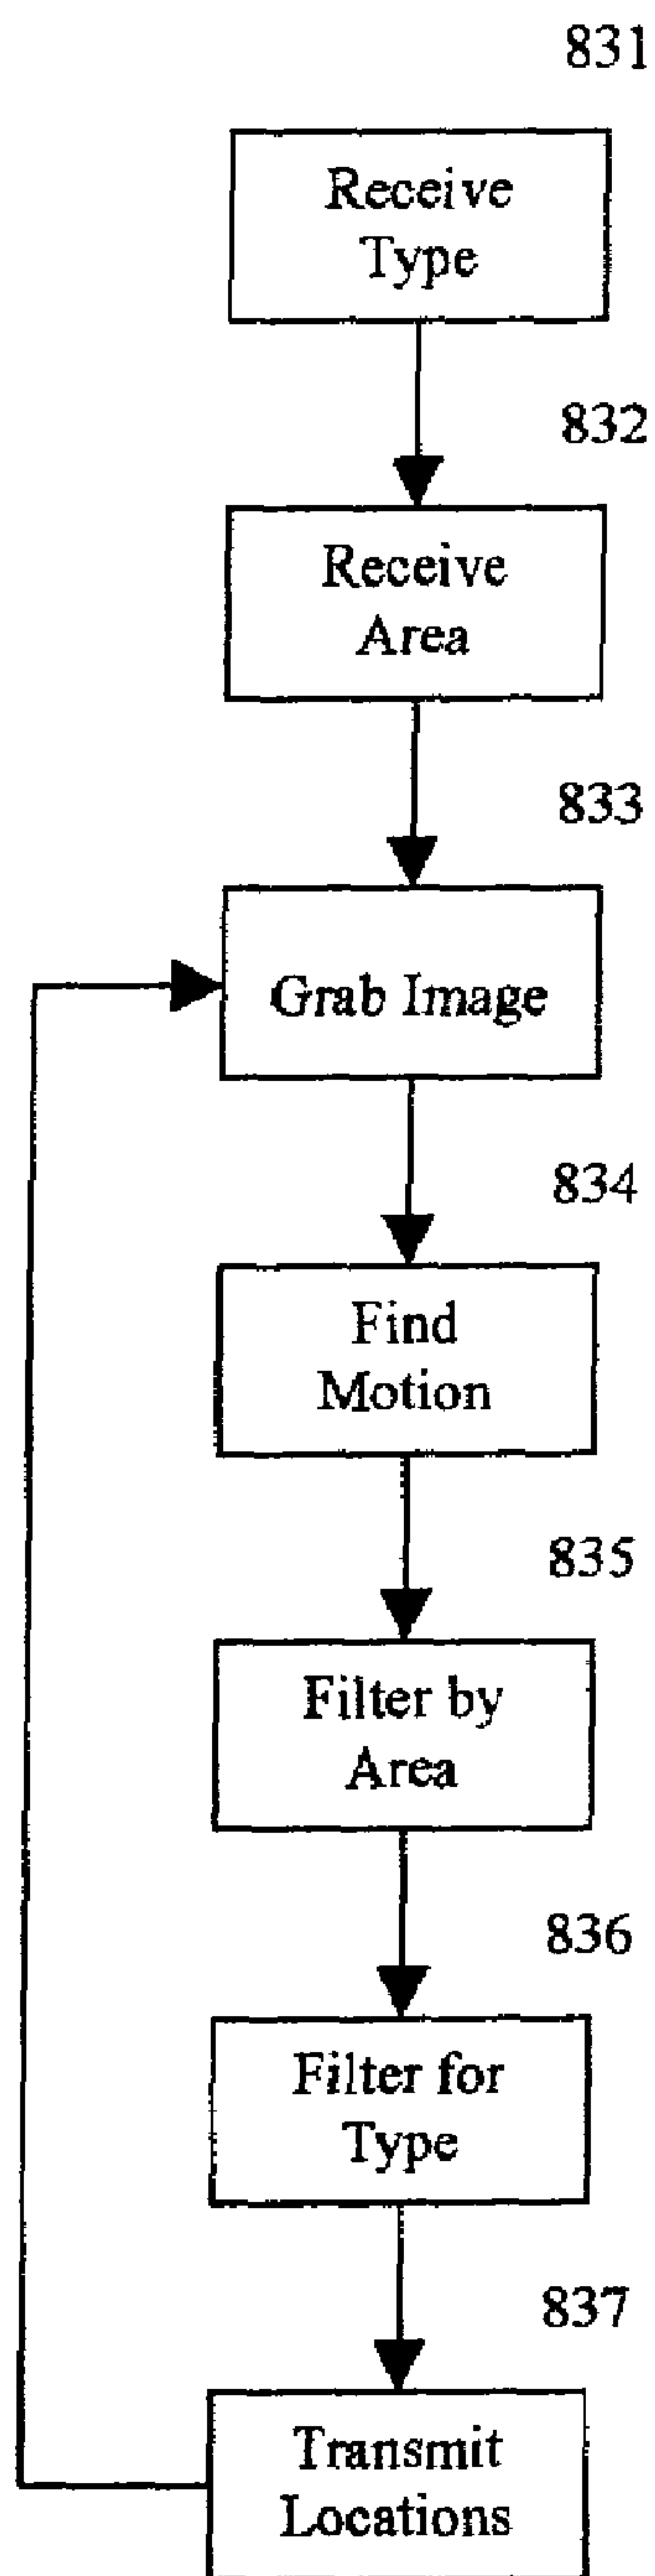 831
Receive
Type
832
Receive
Area
833
Grab Image
834
Find
Motion
835
Filter by
Area
836
Filter for
Type
837
Transmit
Locations